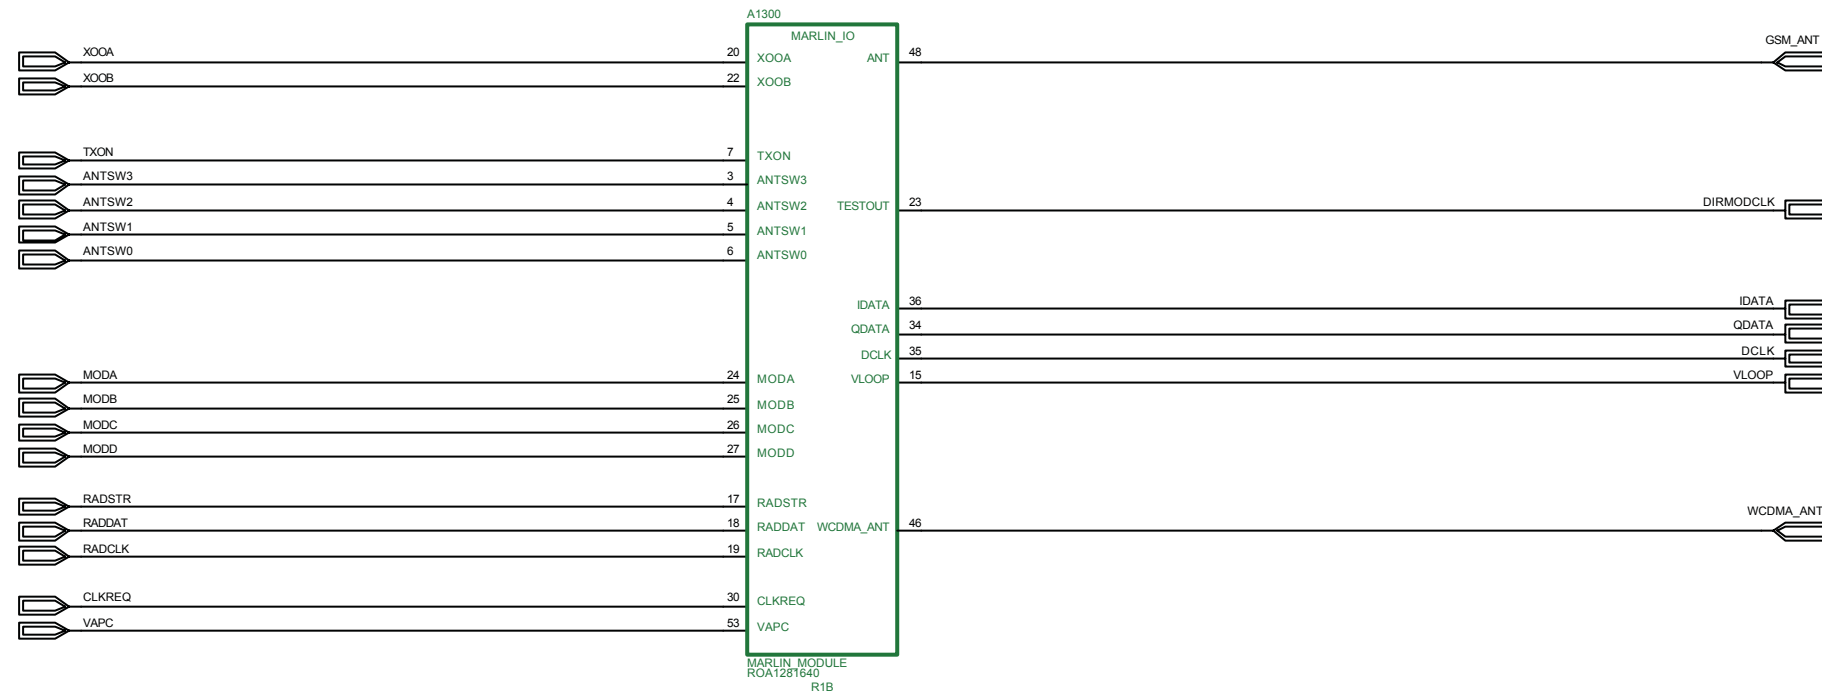 A1300
MARLIN_IO
XOOA 20 XOOA ANT 48 GSM_ANT
XOOB 22 XOOB
TXON 7 TXON
ANTSW3 3 ANTSW3
ANTSW2 4 ANTSW2 TESTOUT 23 DIRMODCLK
ANTSW1 5 ANTSW1
ANTSW0 6 ANTSW0
IDATA 36 IDATA
QDATA 34 QDATA
DCLK 35 DCLK
MODA 24 MODA VLOOP 15 VLOOP
MODB 25 MODB
MODC 26 MODC
MODD 27 MODD
RADSTR 17 RADSTR
RADDAT 18 RADDAT WCDMA_ANT 46 WCDMA_ANT
RADCLK 19 RADCLK
CLKREQ 30 CLKREQ
VAPC 53 VAPC
MARLIN_MODULE
ROA1281640
R1B